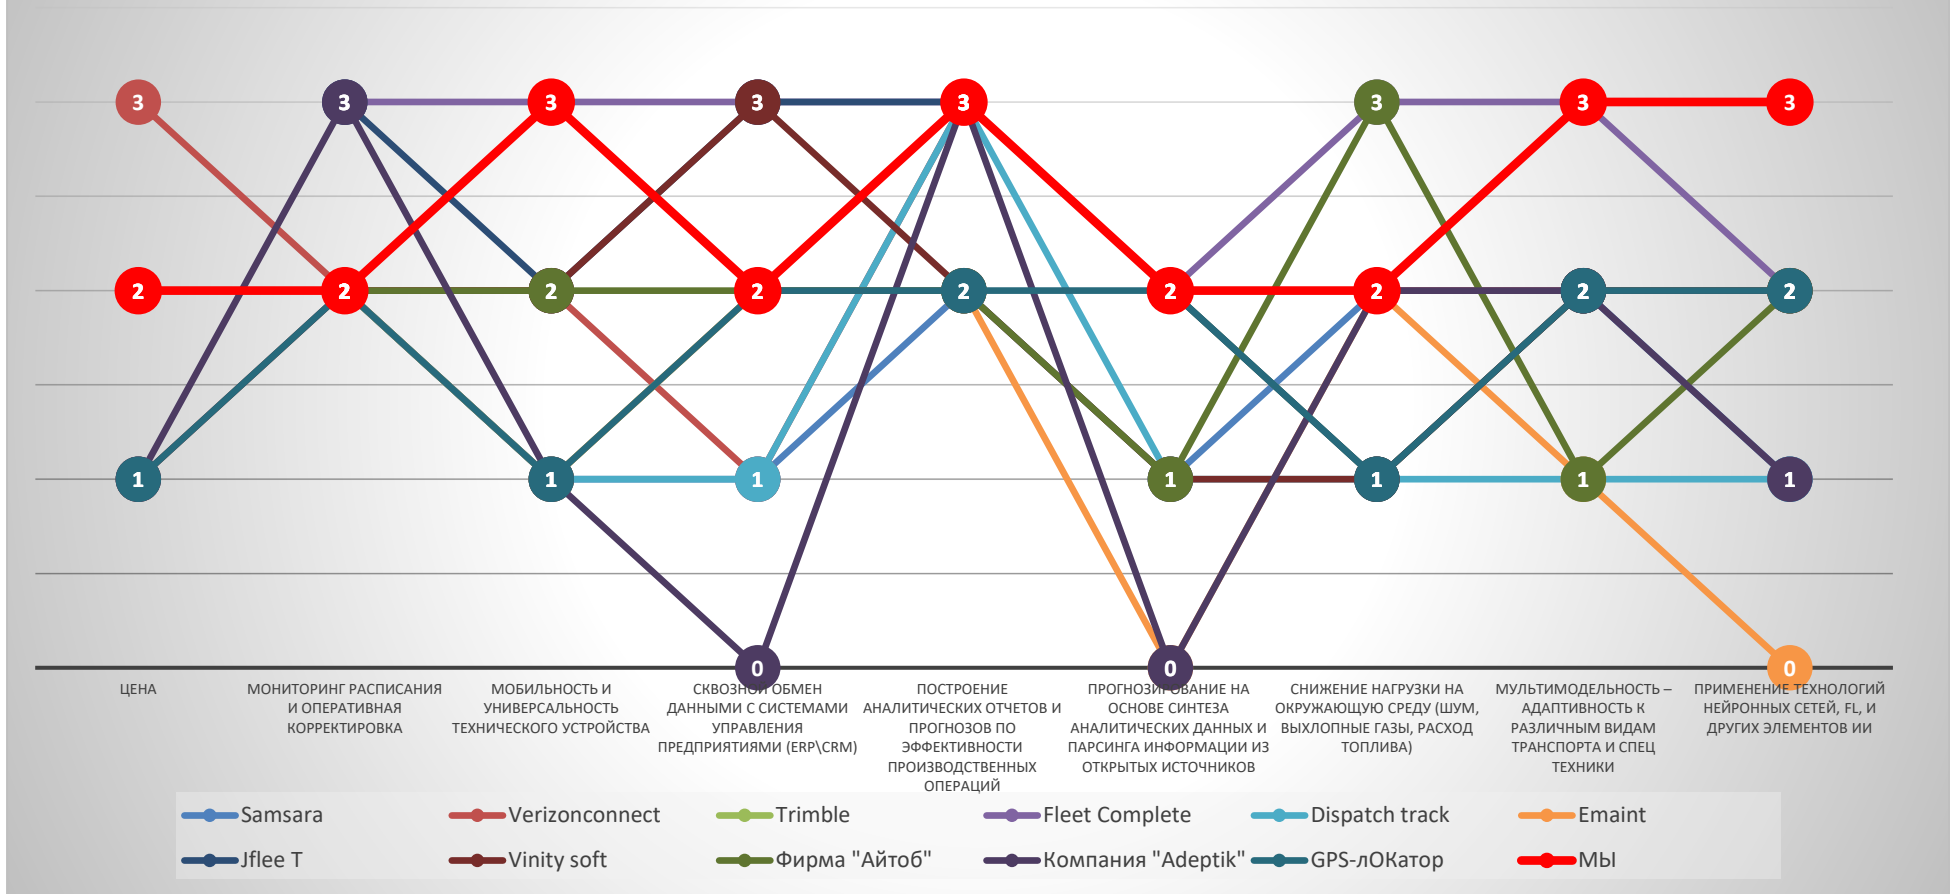 3 3 3 3 3 3 3 3
2 2 2 2 2 2 2 2 2
1 1 1 1 1 1 1
0 0 0
ЦЕНА
МОНИТОРИНГ РАСПИСАНИЯ
И ОПЕРАТИВНАЯ
КОРРЕКТИРОВКА
МОБИЛЬНОСТЬ И
УНИВЕРСАЛЬНОСТЬ
ТЕХНИЧЕСКОГО УСТРОЙСТВА
СКВОЗНОЙ ОБМЕН
ДАННЫМИ С СИСТЕМАМИ
УПРАВЛЕНИЯ
ПРЕДПРИЯТИЯМИ (ERP\CRM)
ПОСТРОЕНИЕ
АНАЛИТИЧЕСКИХ ОТЧЕТОВ И
ПРОГНОЗОВ ПО
ЭФФЕКТИВНОСТИ
ПРОИЗВОДСТВЕННЫХ
ОПЕРАЦИЙ
ПРОГНОЗИРОВАНИЕ НА
ОСНОВЕ СИНТЕЗА
АНАЛИТИЧЕСКИХ ДАННЫХ И
ПАРСИНГА ИНФОРМАЦИИ ИЗ
ОТКРЫТЫХ ИСТОЧНИКОВ
СНИЖЕНИЕ НАГРУЗКИ НА
ОКРУЖАЮЩУЮ СРЕДУ (ШУМ,
ВЫХЛОПНЫЕ ГАЗЫ, РАСХОД
ТОПЛИВА)
МУЛЬТИМОДЕЛЬНОСТЬ –
АДАПТИВНОСТЬ К
РАЗЛИЧНЫМ ВИДАМ
ТРАНСПОРТА И СПЕЦ
ТЕХНИКИ
ПРИМЕНЕНИЕ ТЕХНОЛОГИЙ
НЕЙРОННЫХ СЕТЕЙ, FL, И
ДРУГИХ ЭЛЕМЕНТОВ ИИ
Samsara Verizonconnect Trimble Fleet Complete Dispatch track Emaint
Jflee T Vinity soft Фирма "Айтоб" Компания "Adeptik" GPS-лОКатор МЫ